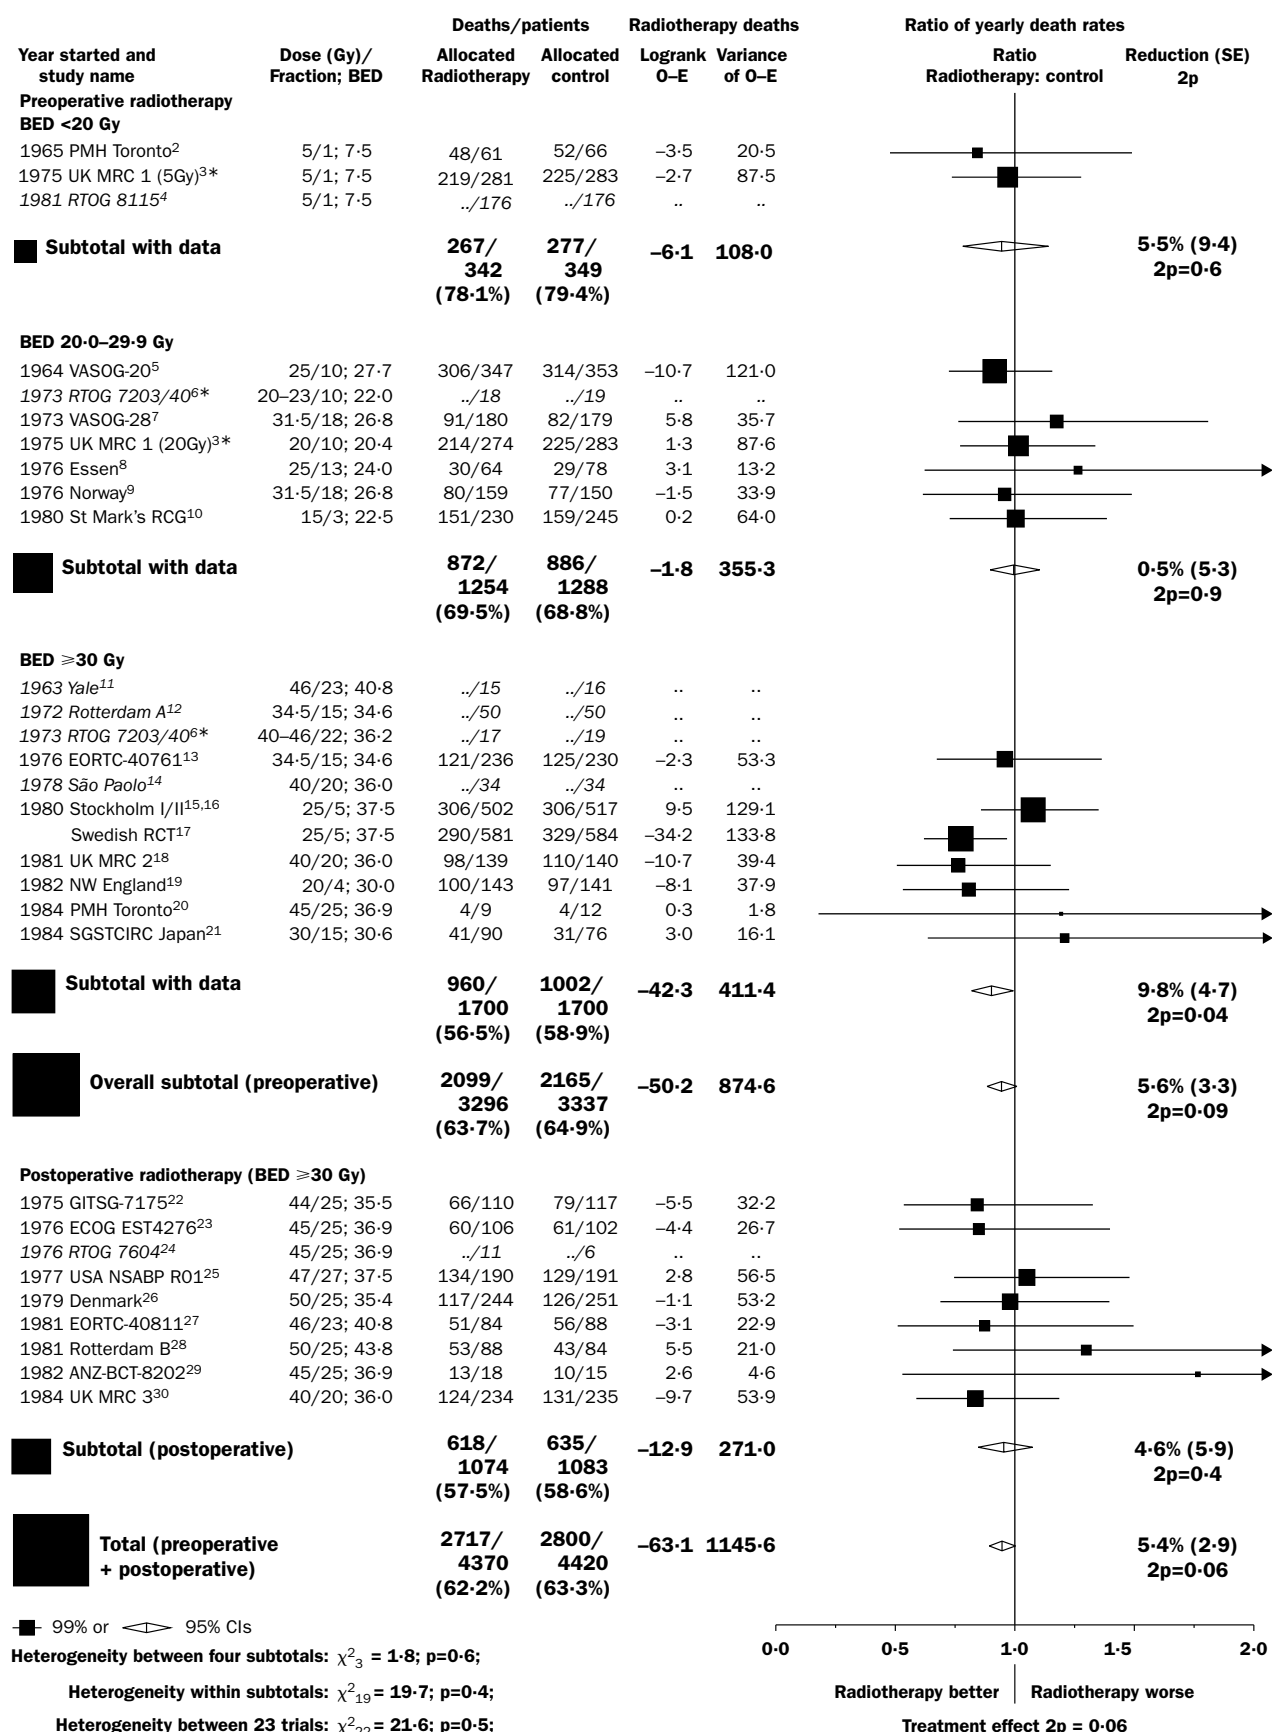 Deaths/patients Radiotherapy deaths Ratio of yearly death rates
Year started and Dose (Gy)/ Allocated Allocated Logrank Variance Ratio Reduction (SE)
study name Fraction; BED Radiotherapy control O–E of O–E Radiotherapy: control 2p
Preoperative radiotherapy
BED <20 Gy
1965 PMH Toronto2 5/1; 7·5 48/61 52/66 –3·5 20·5
1975 UK MRC 1 (5Gy)3* 5/1; 7·5 219/281 225/283 –2·7 87·5
1981 RTOG 81154 5/1; 7·5 ../176 ../176 .. ..
Subtotal with data 267/ 277/ –6·1 108·0 5·5% (9·4)
342 349 2p=0·6
(78·1%) (79·4%)
BED 20·0–29·9 Gy
1964 VASOG-205 25/10; 27·7 306/347 314/353 –10·7 121·0
1973 RTOG 7203/406* 20–23/10; 22·0 ../18 ../19 .. ..
1973 VASOG-287 31·5/18; 26·8 91/180 82/179 5·8 35·7
1975 UK MRC 1 (20Gy)3* 20/10; 20·4 214/274 225/283 1·3 87·6
1976 Essen8 25/13; 24·0 30/64 29/78 3·1 13·2
1976 Norway9 31·5/18; 26·8 80/159 77/150 –1·5 33·9
1980 St Mark's RCG10 15/3; 22·5 151/230 159/245 0·2 64·0
Subtotal with data 872/ 886/ –1·8 355·3 0·5% (5·3)
1254 1288 2p=0·9
(69·5%) (68·8%)
BED ⩾30 Gy
1963 Yale11 46/23; 40·8 ../15 ../16 .. ..
1972 Rotterdam A12 34·5/15; 34·6 ../50 ../50 .. ..
1973 RTOG 7203/406* 40–46/22; 36·2 ../17 ../19 .. ..
1976 EORTC-4076113 34·5/15; 34·6 121/236 125/230 –2·3 53·3
1978 São Paolo14 40/20; 36·0 ../34 ../34 .. ..
1980 Stockholm I/II15,16 25/5; 37·5 306/502 306/517 9·5 129·1
Swedish RCT17 25/5; 37·5 290/581 329/584 –34·2 133·8
1981 UK MRC 218 40/20; 36·0 98/139 110/140 –10·7 39·4
1982 NW England19 20/4; 30·0 100/143 97/141 –8·1 37·9
1984 PMH Toronto20 45/25; 36·9 4/9 4/12 0·3 1·8
1984 SGSTCIRC Japan21 30/15; 30·6 41/90 31/76 3·0 16·1
Subtotal with data 960/ 1002/ –42·3 411·4 9·8% (4·7)
1700 1700 2p=0·04
(56·5%) (58·9%)
Overall subtotal (preoperative) 2099/ 2165/ –50·2 874·6 5·6% (3·3)
3296 3337 2p=0·09
(63·7%) (64·9%)
Postoperative radiotherapy (BED ⩾30 Gy)
1975 GITSG-717522 44/25; 35·5 66/110 79/117 –5·5 32·2
1976 ECOG EST427623 45/25; 36·9 60/106 61/102 –4·4 26·7
1976 RTOG 760424 45/25; 36·9 ../11 ../6 .. ..
1977 USA NSABP R0125 47/27; 37·5 134/190 129/191 2·8 56·5
1979 Denmark26 50/25; 35·4 117/244 126/251 –1·1 53·2
1981 EORTC-4081127 46/23; 40·8 51/84 56/88 –3·1 22·9
1981 Rotterdam B28 50/25; 43·8 53/88 43/84 5·5 21·0
1982 ANZ-BCT-820229 45/25; 36·9 13/18 10/15 2·6 4·6
1984 UK MRC 330 40/20; 36·0 124/234 131/235 –9·7 53·9
Subtotal (postoperative) 618/ 635/ –12·9 271·0 4·6% (5·9)
1074 1083 2p=0·4
(57·5%) (58·6%)
Total (preoperative 2717/ 2800/ –63·1 1145·6 5·4% (2·9)
+ postoperative) 4370 4420 2p=0·06
(62·2%) (63·3%)
99% or 95% CIs
0·0 0·5 1·0 1·5 2·0
Heterogeneity between four subtotals: χ²3 = 1·8; p=0·6;
Heterogeneity within subtotals: χ²19 = 19·7; p=0·4; Radiotherapy better Radiotherapy worse
Heterogeneity between 23 trials: χ²22 = 21·6; p=0·5; Treatment effect 2p = 0·06